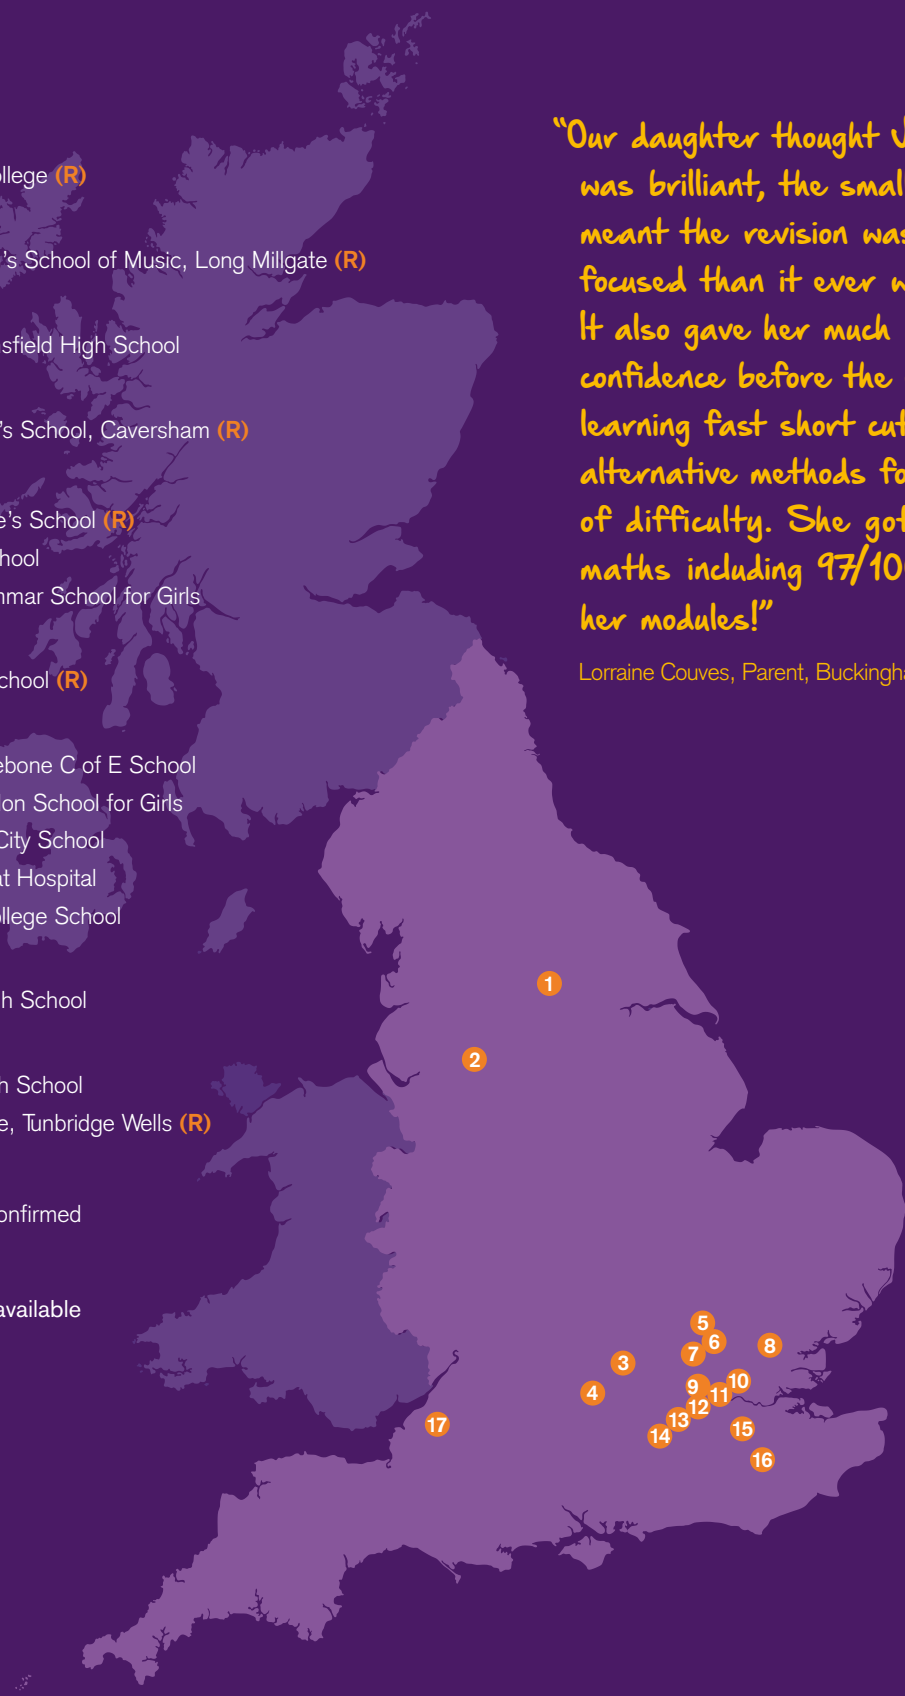 llege (R)
's School of Music, Long Millgate (R)
sfield High School
's School, Caversham (R)
e's School (R)
hool
mmar School for Girls
chool (R)
ebone C of E School
lon School for Girls
City School
at Hospital
llege School
h School
h School
e, Tunbridge Wells (R)
onfirmed
available
"Our daughter thought J
was brilliant, the smal
meant the revision was
focused than it ever w
It also gave her much
confidence before the
learning fast short cut
alternative methods fo
of difficulty. She got
maths including 97/10
her modules!"
Lorraine Couves, Parent, Buckingha
1
2
3
4
5
6
7
8
9
10
11
12
13
14
15
16
17